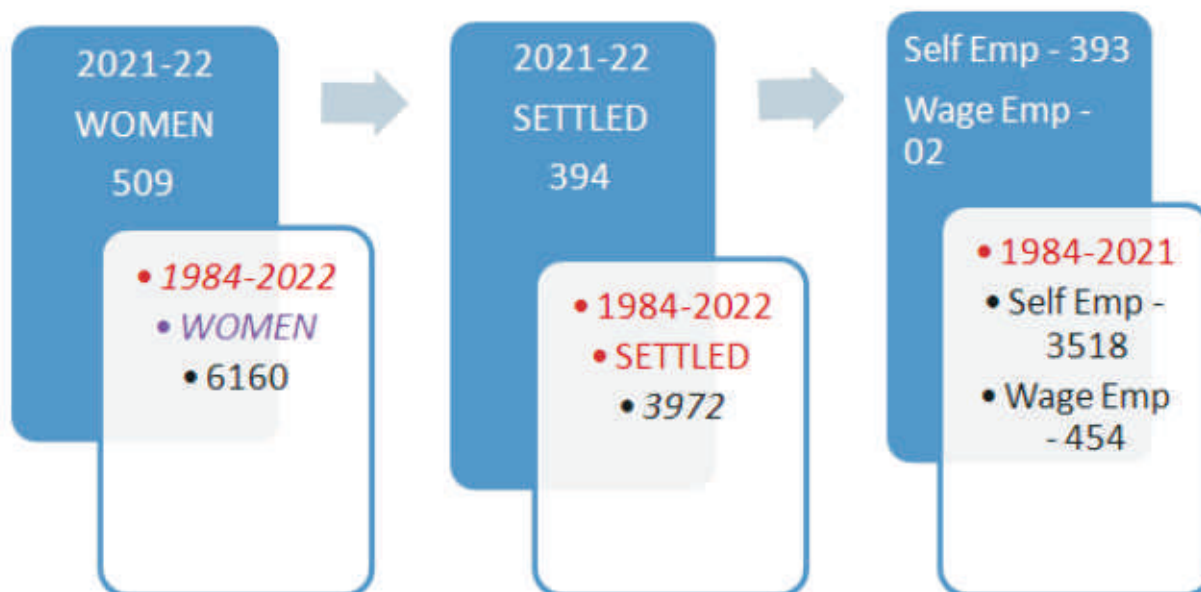 2021-22
WOMEN
509
• 1984-2022
• WOMEN
• 6160
2021-22
SETTLED
394
• 1984-2022
• SETTLED
• 3972
Self Emp - 393
Wage Emp -
02
• 1984-2021
• Self Emp -
3518
• Wage Emp
- 454